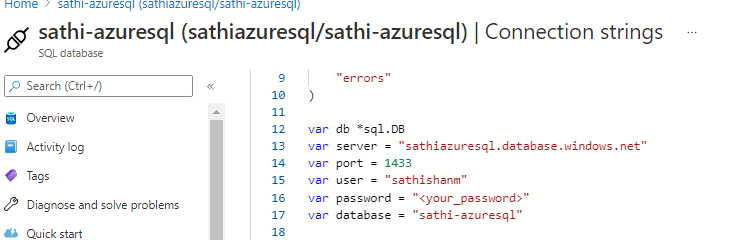 Home > sathi-azuresql (sathiazuresql/sathi-azuresql)
sathi-azuresql (sathiazuresql/sathi-azuresql) | Connection strings ...
SQL database
Search (Ctrl+/) «
Overview
Activity log
Tags
Diagnose and solve problems
Quick start
9 "errors"
10 )
11
12 var db *sql.DB
13 var server = "sathiazuresql.database.windows.net"
14 var port = 1433
15 var user = "sathishanm"
16 var password = "<your_password>"
17 var database = "sathi-azuresql"
18